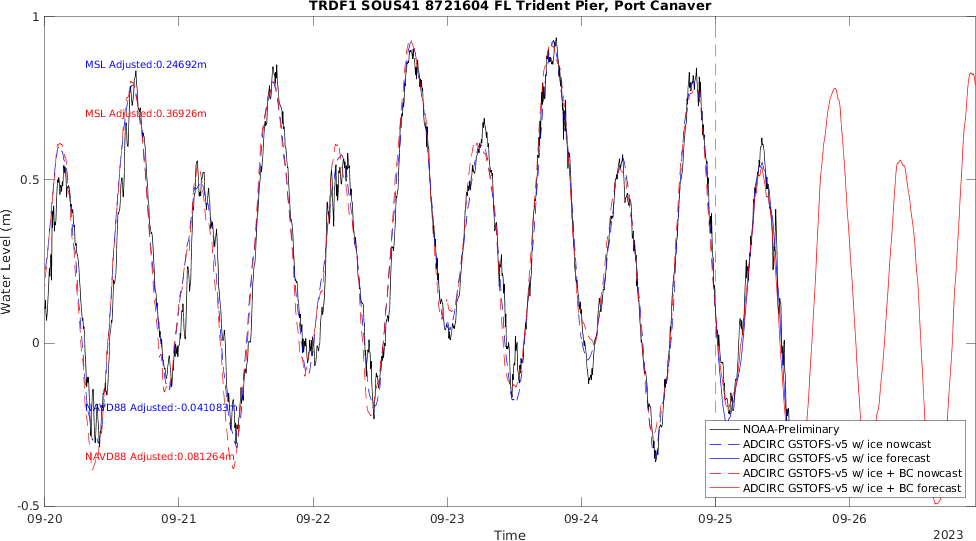 TRDF1 SOUS41 8721604 FL Trident Pier, Port Canaver
1
0.5
0
-0.5
Water Level (m)
MSL Adjusted:0.24692m
MSL Adjusted:0.36926m
NAVD88 Adjusted:-0.041083m
NAVD88 Adjusted:0.081264m
NOAA-Preliminary
ADCIRC GSTOFS-v5 w/ ice nowcast
ADCIRC GSTOFS-v5 w/ ice forecast
ADCIRC GSTOFS-v5 w/ ice + BC nowcast
ADCIRC GSTOFS-v5 w/ ice + BC forecast
09-20 09-21 09-22 09-23 09-24 09-25 09-26
Time
2023